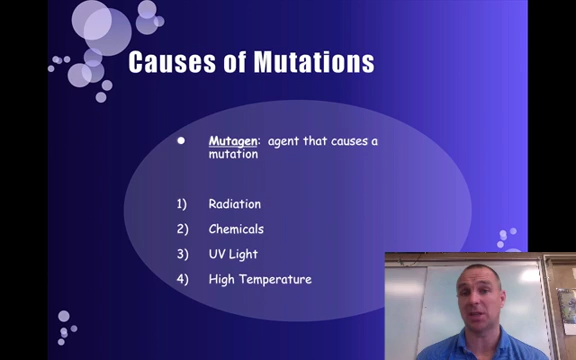 Causes of Mutations
Mutagen: agent that causes a
mutation
1) Radiation
2) Chemicals
3) UV Light
4) High Temperature